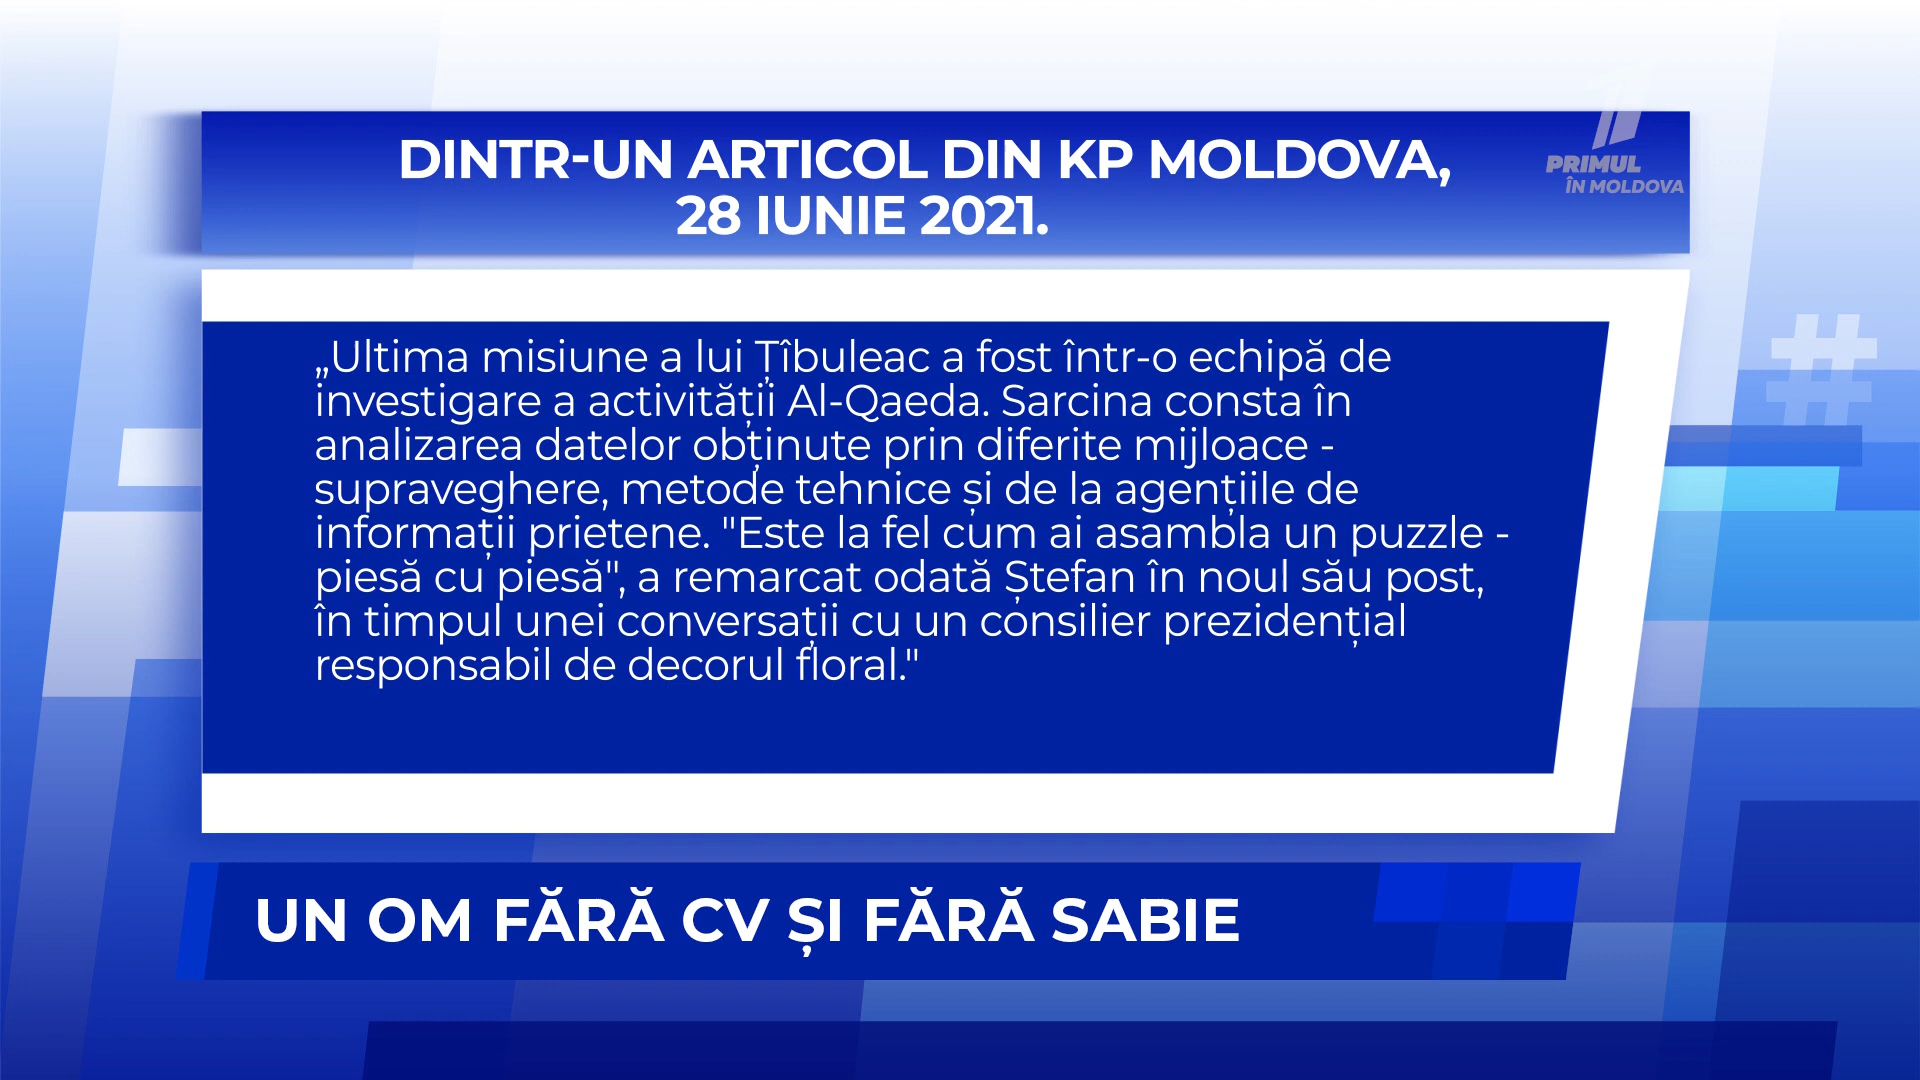 DINTR-UN ARTICOL DIN KP MOLDOVA,
28 IUNIE 2021.
PRIMUL
ÎN MOLDOVA
„Ultima misiune a lui Țîbuleac a fost într-o echipă de
investigare a activității Al-Qaeda. Sarcina consta în
analizarea datelor obținute prin diferite mijloace -
supraveghere, metode tehnice și de la agențiile de
informații prietene. "Este la fel cum ai asambla un puzzle -
piesă cu piesă", a remarcat odată Ștefan în noul său post,
în timpul unei conversații cu un consilier prezidențial
responsabil de decorul floral."
#
UN OM FĂRĂ CV ȘI FĂRĂ SABIE